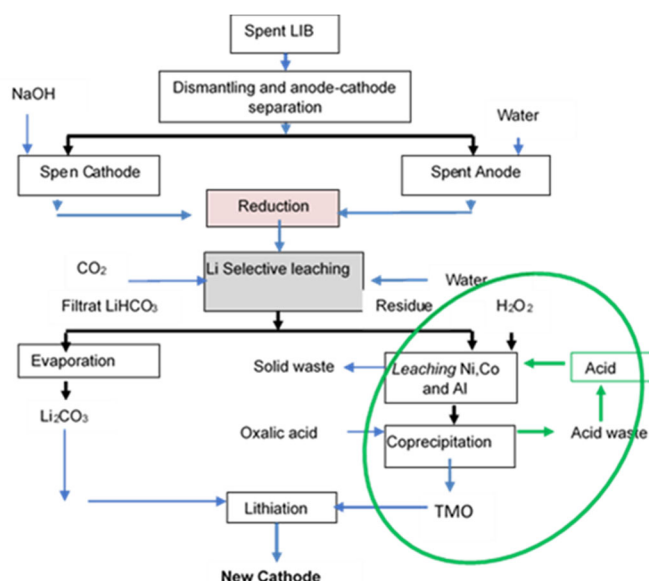 Spent LIB
NaOH
Dismantling and anode-cathode
separation
Water
Spen Cathode
Spent Anode
Reduction
CO₂
Li Selective leaching
Water
Filtrat LiHCO₃
Residue
H₂O₂
Evaporation
Solid waste
Leaching Ni,Co
and Al
Acid
Li₂CO₃
Oxalic acid
Coprecipitation
Acid waste
Lithiation
TMO
New Cathode